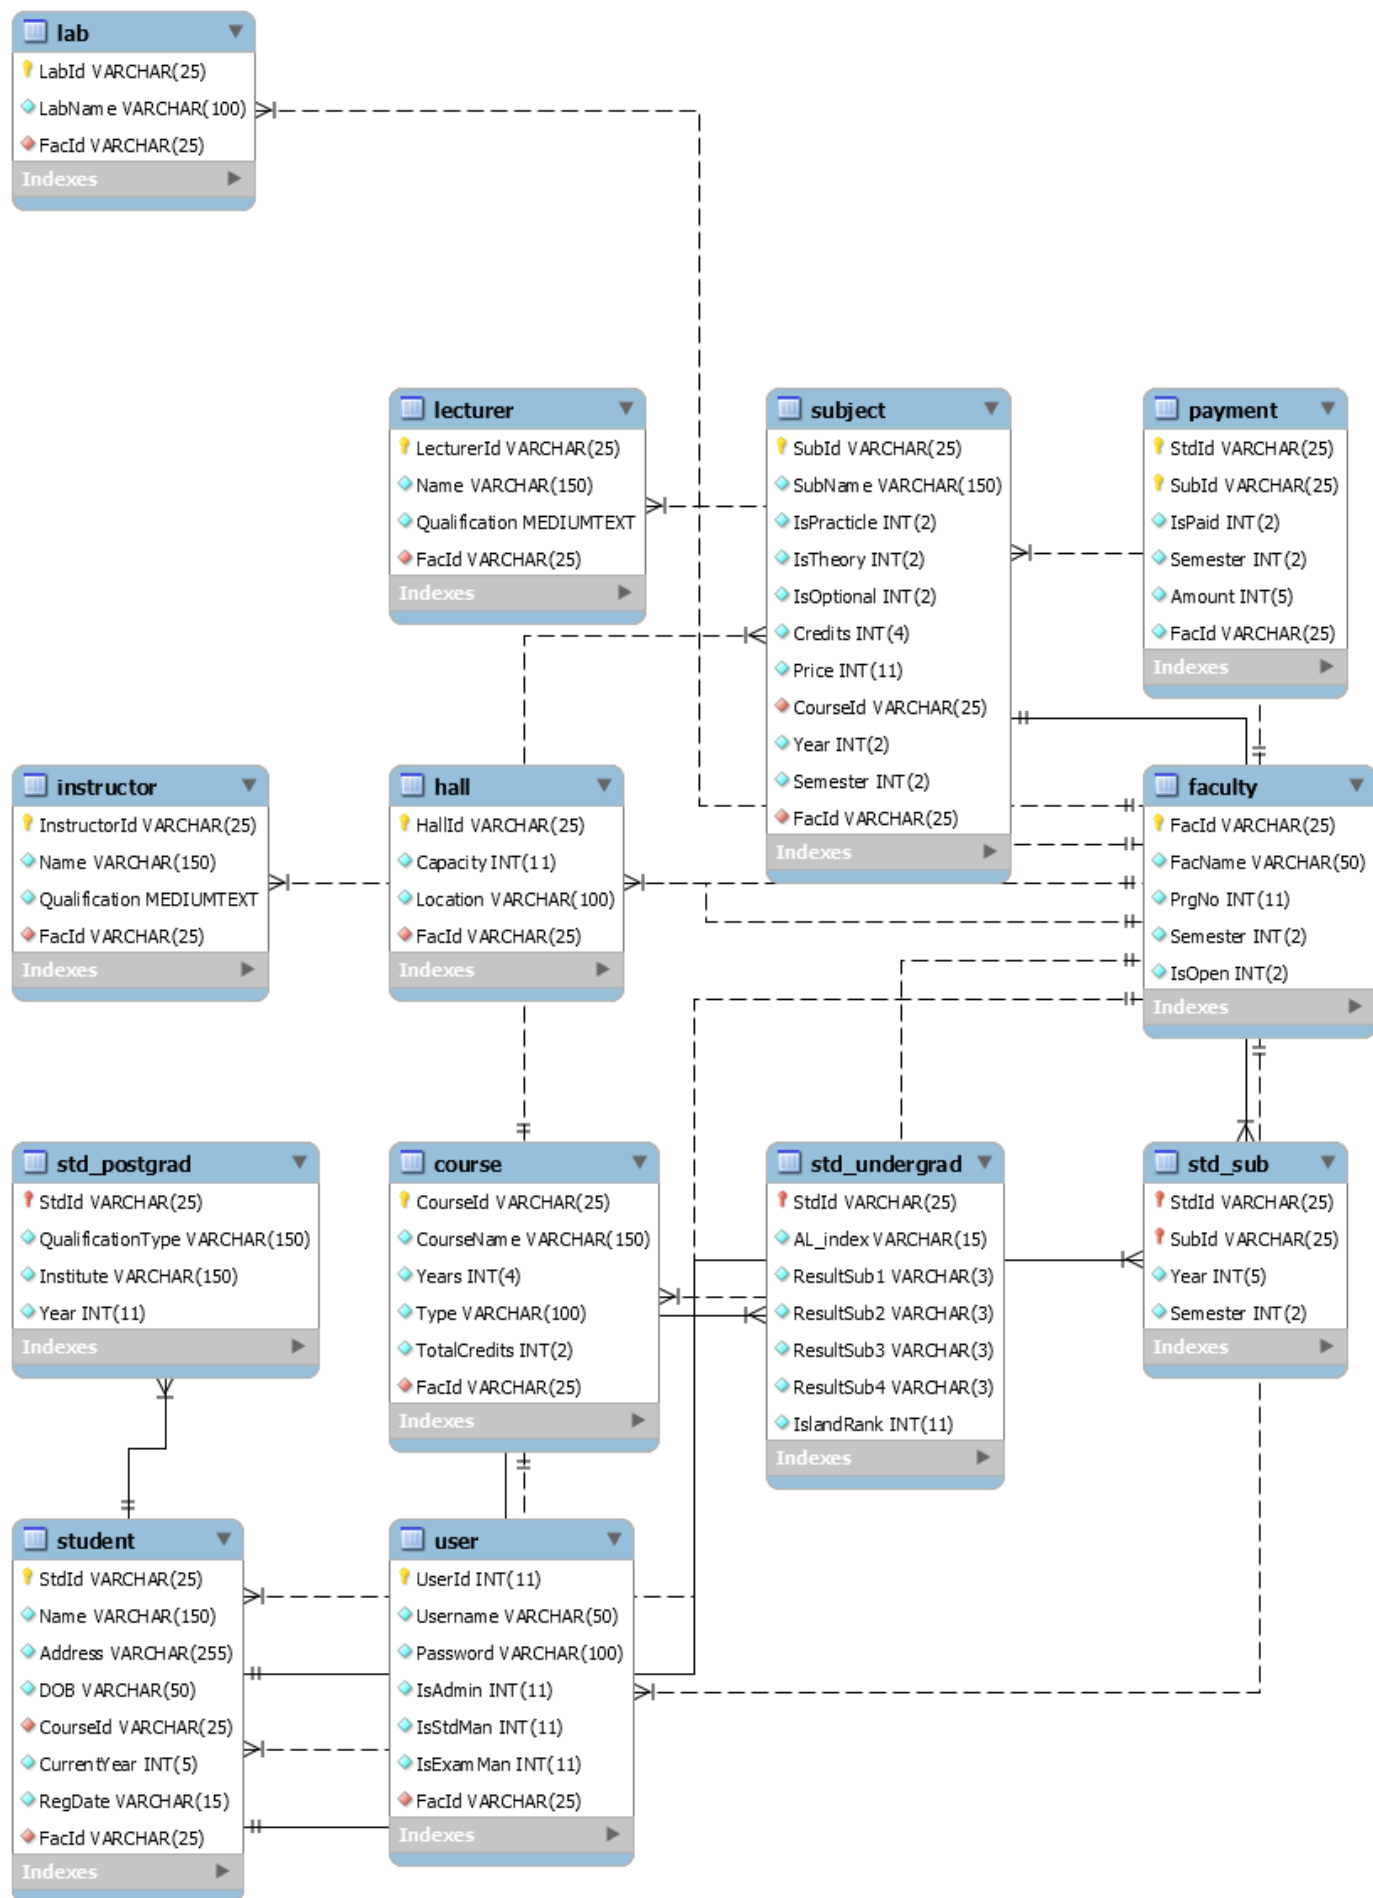 lab
LabId VARCHAR(25)
LabName VARCHAR(100)
FacId VARCHAR(25)
Indexes
lecturer
LecturerId VARCHAR(25)
Name VARCHAR(150)
Qualification MEDIUMTEXT
FacId VARCHAR(25)
Indexes
subject
SubId VARCHAR(25)
SubName VARCHAR(150)
IsPracticle INT(2)
IsTheory INT(2)
IsOptional INT(2)
Credits INT(4)
Price INT(11)
CourseId VARCHAR(25)
Year INT(2)
Semester INT(2)
FacId VARCHAR(25)
Indexes
payment
StdId VARCHAR(25)
SubId VARCHAR(25)
IsPaid INT(2)
Semester INT(2)
Amount INT(5)
FacId VARCHAR(25)
Indexes
instructor
InstructorId VARCHAR(25)
Name VARCHAR(150)
Qualification MEDIUMTEXT
FacId VARCHAR(25)
Indexes
hall
HallId VARCHAR(25)
Capacity INT(11)
Location VARCHAR(100)
FacId VARCHAR(25)
Indexes
faculty
FacId VARCHAR(25)
FacName VARCHAR(50)
PrgNo INT(11)
Semester INT(2)
IsOpen INT(2)
Indexes
std_postgrad
StdId VARCHAR(25)
QualificationType VARCHAR(150)
Institute VARCHAR(150)
Year INT(11)
Indexes
course
CourseId VARCHAR(25)
CourseName VARCHAR(150)
Years INT(4)
Type VARCHAR(100)
TotalCredits INT(2)
FacId VARCHAR(25)
Indexes
std_undergrad
StdId VARCHAR(25)
AL_index VARCHAR(15)
ResultSub1 VARCHAR(3)
ResultSub2 VARCHAR(3)
ResultSub3 VARCHAR(3)
ResultSub4 VARCHAR(3)
IslandRank INT(11)
Indexes
std_sub
StdId VARCHAR(25)
SubId VARCHAR(25)
Year INT(5)
Semester INT(2)
Indexes
student
StdId VARCHAR(25)
Name VARCHAR(150)
Address VARCHAR(255)
DOB VARCHAR(50)
CourseId VARCHAR(25)
CurrentYear INT(5)
RegDate VARCHAR(15)
FacId VARCHAR(25)
Indexes
user
UserId INT(11)
Username VARCHAR(50)
Password VARCHAR(100)
IsAdmin INT(11)
IsStdMan INT(11)
IsExamMan INT(11)
FacId VARCHAR(25)
Indexes